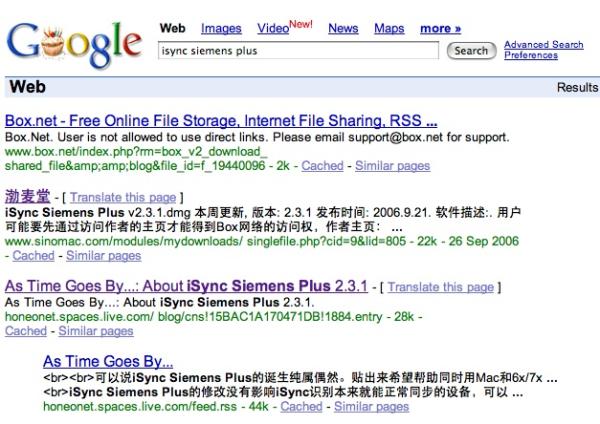 Google
Web Images Video New! News Maps more »
isync siemens plus Search Advanced Search
Preferences
Web Results
Box.net - Free Online File Storage, Internet File Sharing, RSS ...
Box.Net. User is not allowed to use direct links. Please email support@box.net for support.
www.box.net/index.php?rm=box_v2_download_
shared_file&amp;amp;blog&file_id=f_19440096 - 2k - Cached - Similar pages
渤麦堂 - [ Translate this page ]
iSync Siemens Plus v2.3.1.dmg 本周更新, 版本: 2.3.1 发布时间: 2006.9.21. 软件描述:. 用户
可能要先通过访问作者的主页才能得到Box网络的访问权，作者主页： ...
www.sinomac.com/modules/mydownloads/ singlefile.php?cid=9&lid=805 - 22k - 26 Sep 2006
- Cached - Similar pages
As Time Goes By...: About iSync Siemens Plus 2.3.1 - [ Translate this page ]
As Time Goes By...: About iSync Siemens Plus 2.3.1.
honeonet.spaces.live.com/ blog/cns!15BAC1A170471DB!1884.entry - 28k -
Cached - Similar pages
As Time Goes By...
<br><br>可以说iSync Siemens Plus的诞生纯属偶然。贴出来希望帮助同时用Mac和6x/7x ...
<br>iSync Siemens Plus的修改没有影响iSync识别本来就能正常同步的设备，可以 ...
honeonet.spaces.live.com/feed.rss - 44k - Cached - Similar pages